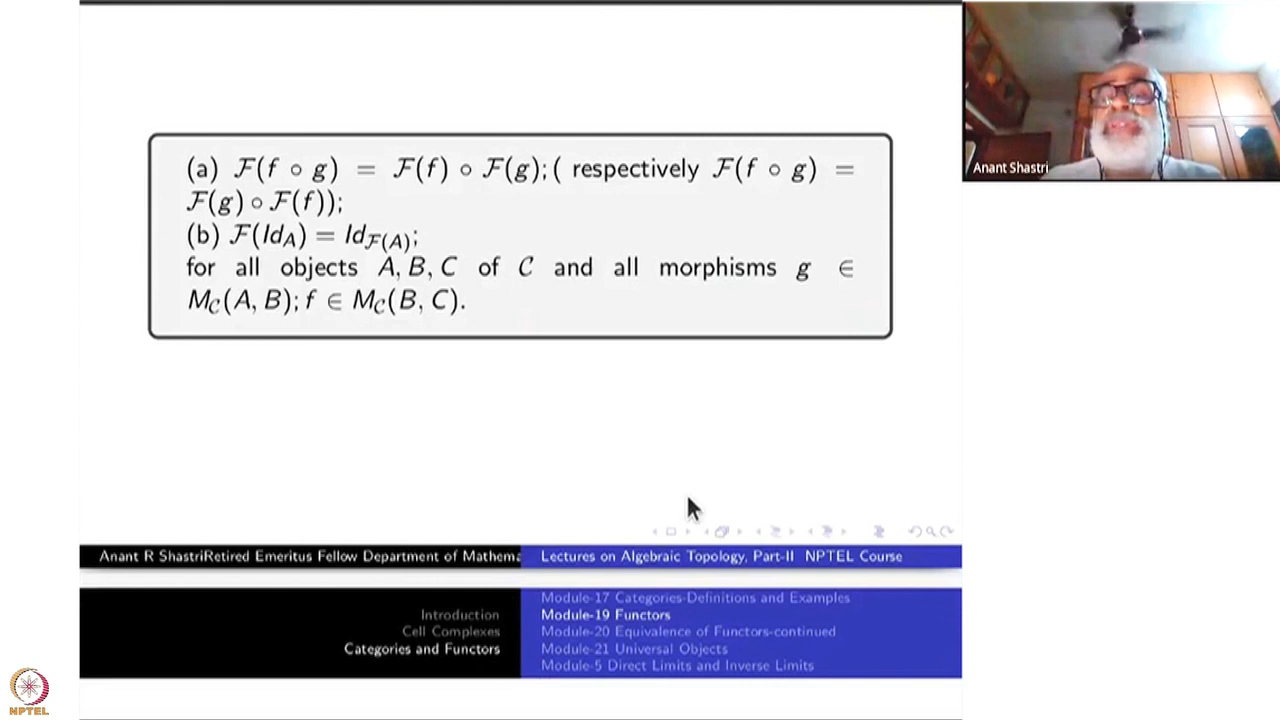 (a) F(f ∘ g) = F(f) ∘ F(g); ( respectively F(f ∘ g) =
F(g) ∘ F(f));
(b) F(Id_A) = Id_F(A);
for all objects A, B, C of C and all morphisms g ∈
M_C(A, B); f ∈ M_C(B, C).
Anant Shastri
Anant R ShastriRetired Emeritus Fellow Department of Mathema
Lectures on Algebraic Topology, Part-II NPTEL Course
Introduction
Cell Complexes
Categories and Functors
Module-17 Categories-Definitions and Examples
Module-19 Functors
Module-20 Equivalence of Functors-continued
Module-21 Universal Objects
Module-5 Direct Limits and Inverse Limits
NPTEL